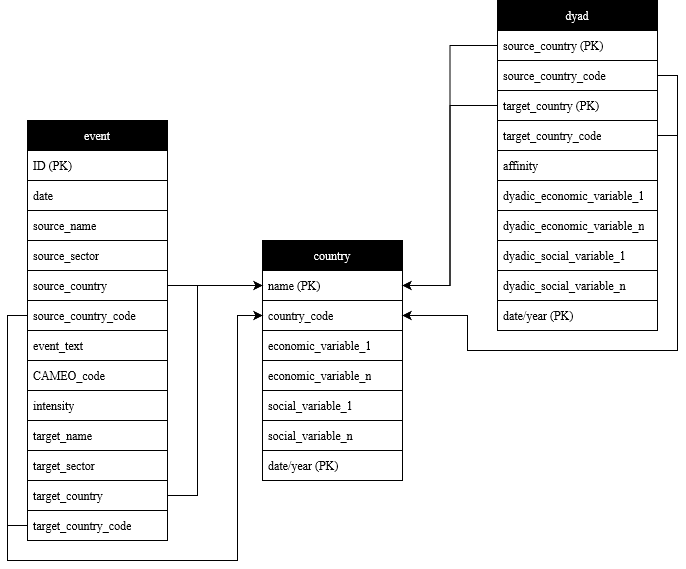 dyad
source_country (PK)
source_country_code
target_country (PK)
target_country_code
affinity
dyadic_economic_variable_1
dyadic_economic_variable_n
dyadic_social_variable_1
dyadic_social_variable_n
date/year (PK)
event
ID (PK)
date
source_name
source_sector
source_country
source_country_code
event_text
CAMEO_code
intensity
target_name
target_sector
target_country
target_country_code
country
name (PK)
country_code
economic_variable_1
economic_variable_n
social_variable_1
social_variable_n
date/year (PK)